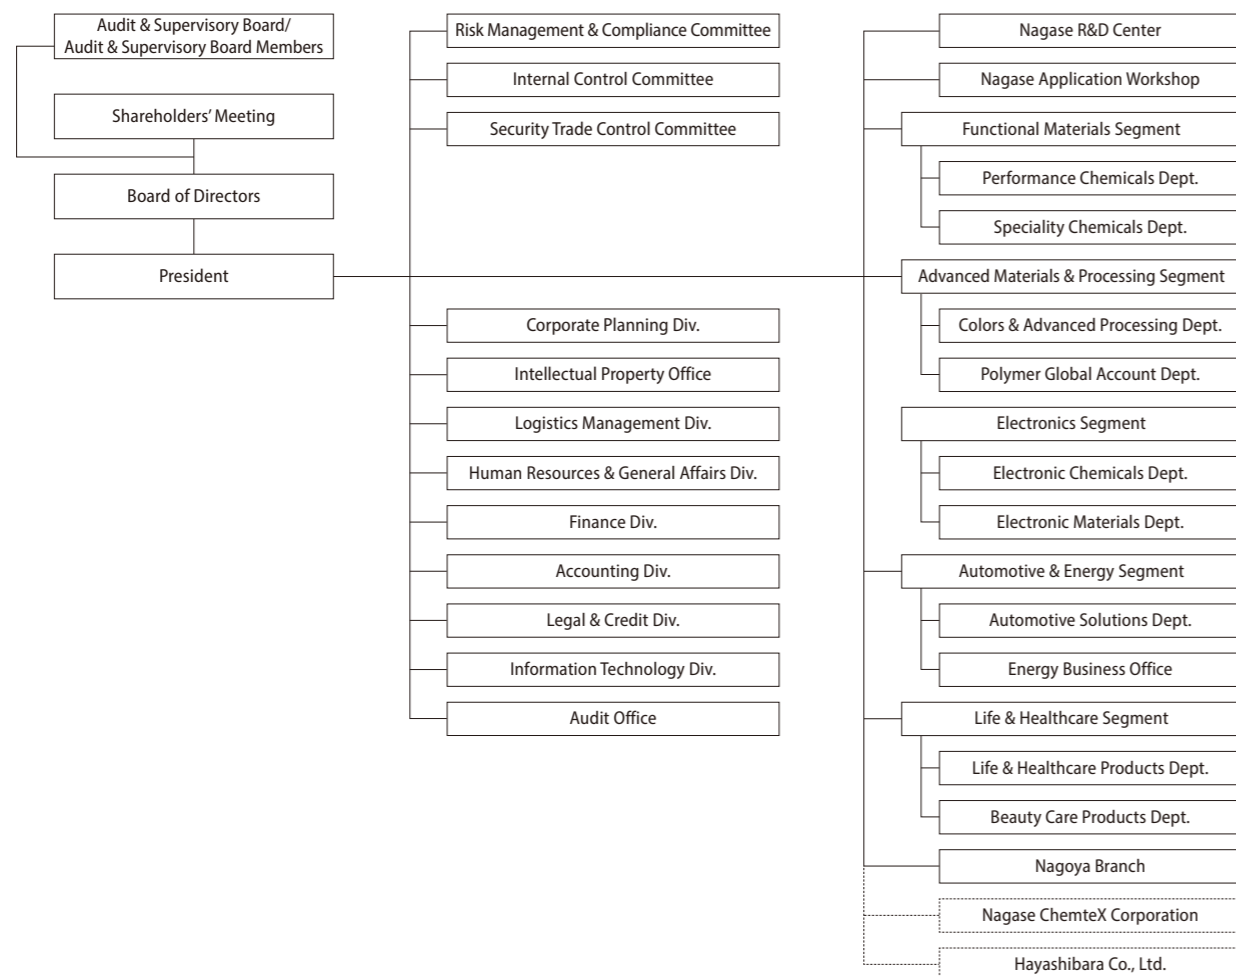 Audit & Supervisory Board/
Audit & Supervisory Board Members
Shareholders’ Meeting
Board of Directors
President
Risk Management & Compliance Committee
Internal Control Committee
Security Trade Control Committee
Corporate Planning Div.
Intellectual Property Office
Logistics Management Div.
Human Resources & General Affairs Div.
Finance Div.
Accounting Div.
Legal & Credit Div.
Information Technology Div.
Audit Office
Nagase R&D Center
Nagase Application Workshop
Functional Materials Segment
Performance Chemicals Dept.
Speciality Chemicals Dept.
Advanced Materials & Processing Segment
Colors & Advanced Processing Dept.
Polymer Global Account Dept.
Electronics Segment
Electronic Chemicals Dept.
Electronic Materials Dept.
Automotive & Energy Segment
Automotive Solutions Dept.
Energy Business Office
Life & Healthcare Segment
Life & Healthcare Products Dept.
Beauty Care Products Dept.
Nagoya Branch
Nagase ChemteX Corporation
Hayashibara Co., Ltd.